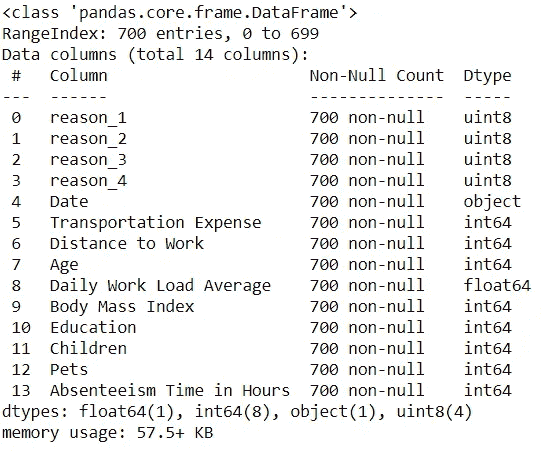 <class 'pandas.core.frame.DataFrame'>
RangeIndex: 700 entries, 0 to 699
Data columns (total 14 columns):
 #   Column                     Non-Null Count  Dtype
---  ------                     --------------  -----
 0   reason_1                   700 non-null    uint8
 1   reason_2                   700 non-null    uint8
 2   reason_3                   700 non-null    uint8
 3   reason_4                   700 non-null    uint8
 4   Date                       700 non-null    object
 5   Transportation Expense     700 non-null    int64
 6   Distance to Work           700 non-null    int64
 7   Age                        700 non-null    int64
 8   Daily Work Load Average    700 non-null    float64
 9   Body Mass Index            700 non-null    int64
 10  Education                  700 non-null    int64
 11  Children                   700 non-null    int64
 12  Pets                       700 non-null    int64
 13  Absenteeism Time in Hours  700 non-null    int64
dtypes: float64(1), int64(8), object(1), uint8(4)
memory usage: 57.5+ KB